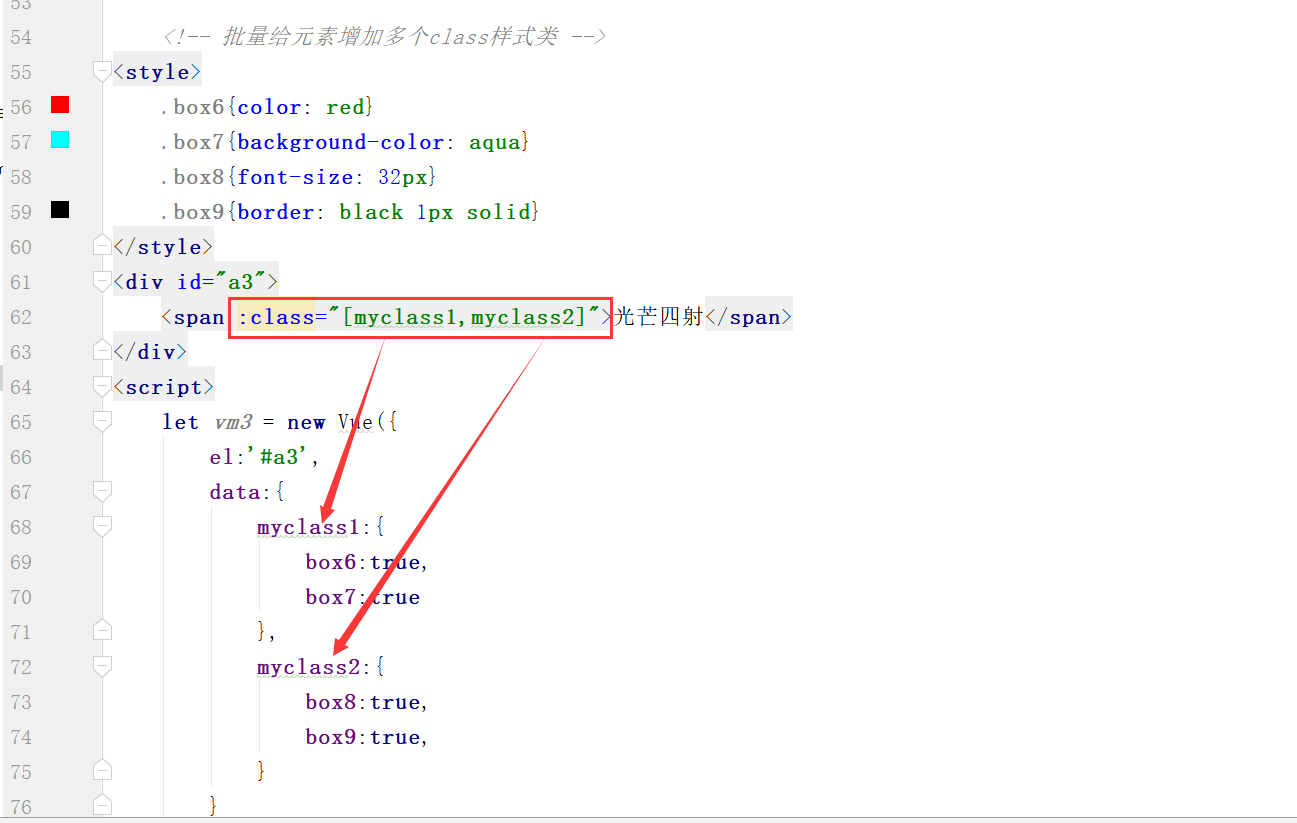 53
54 <!-- 批量给元素增加多个class样式类 -->
55 <style>
56 .box6{color: red}
57 .box7{background-color: aqua}
58 .box8{font-size: 32px}
59 .box9{border: black 1px solid}
60 </style>
61 <div id="a3">
62 <span :class="[myclass1,myclass2]">光芒四射</span>
63 </div>
64 <script>
65 let vm3 = new Vue({
66 el:'#a3',
67 data:{
68 myclass1:{
69 box6:true,
70 box7:true
71 },
72 myclass2:{
73 box8:true,
74 box9:true,
75 }
76 }